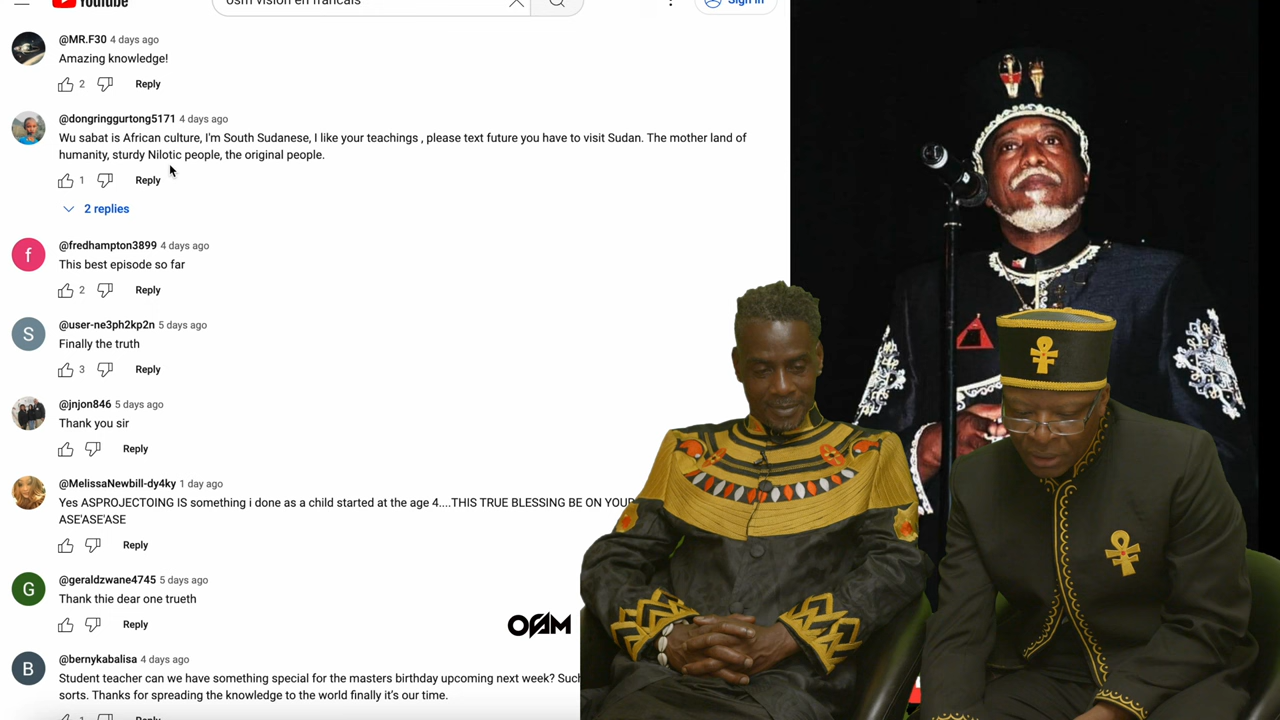 YouTube
osm vision en francais
Sign in
@MR.F30 4 days ago
Amazing knowledge!
2 Reply
@dongringgurtong5171 4 days ago
Wu sabat is African culture, I'm South Sudanese, I like your teachings , please text future you have to visit Sudan. The mother land of
humanity, sturdy Nilotic people, the original people.
1 Reply
2 replies
f
@fredhampton3899 4 days ago
This best episode so far
2 Reply
S
@user-ne3ph2kp2n 5 days ago
Finally the truth
3 Reply
@jnjon846 5 days ago
Thank you sir
Reply
@MelissaNewbill-dy4ky 1 day ago
Yes ASPROJECTOING IS something i done as a child started at the age 4....THIS TRUE BLESSING BE ON YOUR
ASE'ASE'ASE
Reply
G
@geraldzwane4745 5 days ago
Thank thie dear one trueth
Reply
OSM
B
@bernykabalisa 4 days ago
Student teacher can we have something special for the masters birthday upcoming next week? Such
sorts. Thanks for spreading the knowledge to the world finally it's our time.
1 Reply